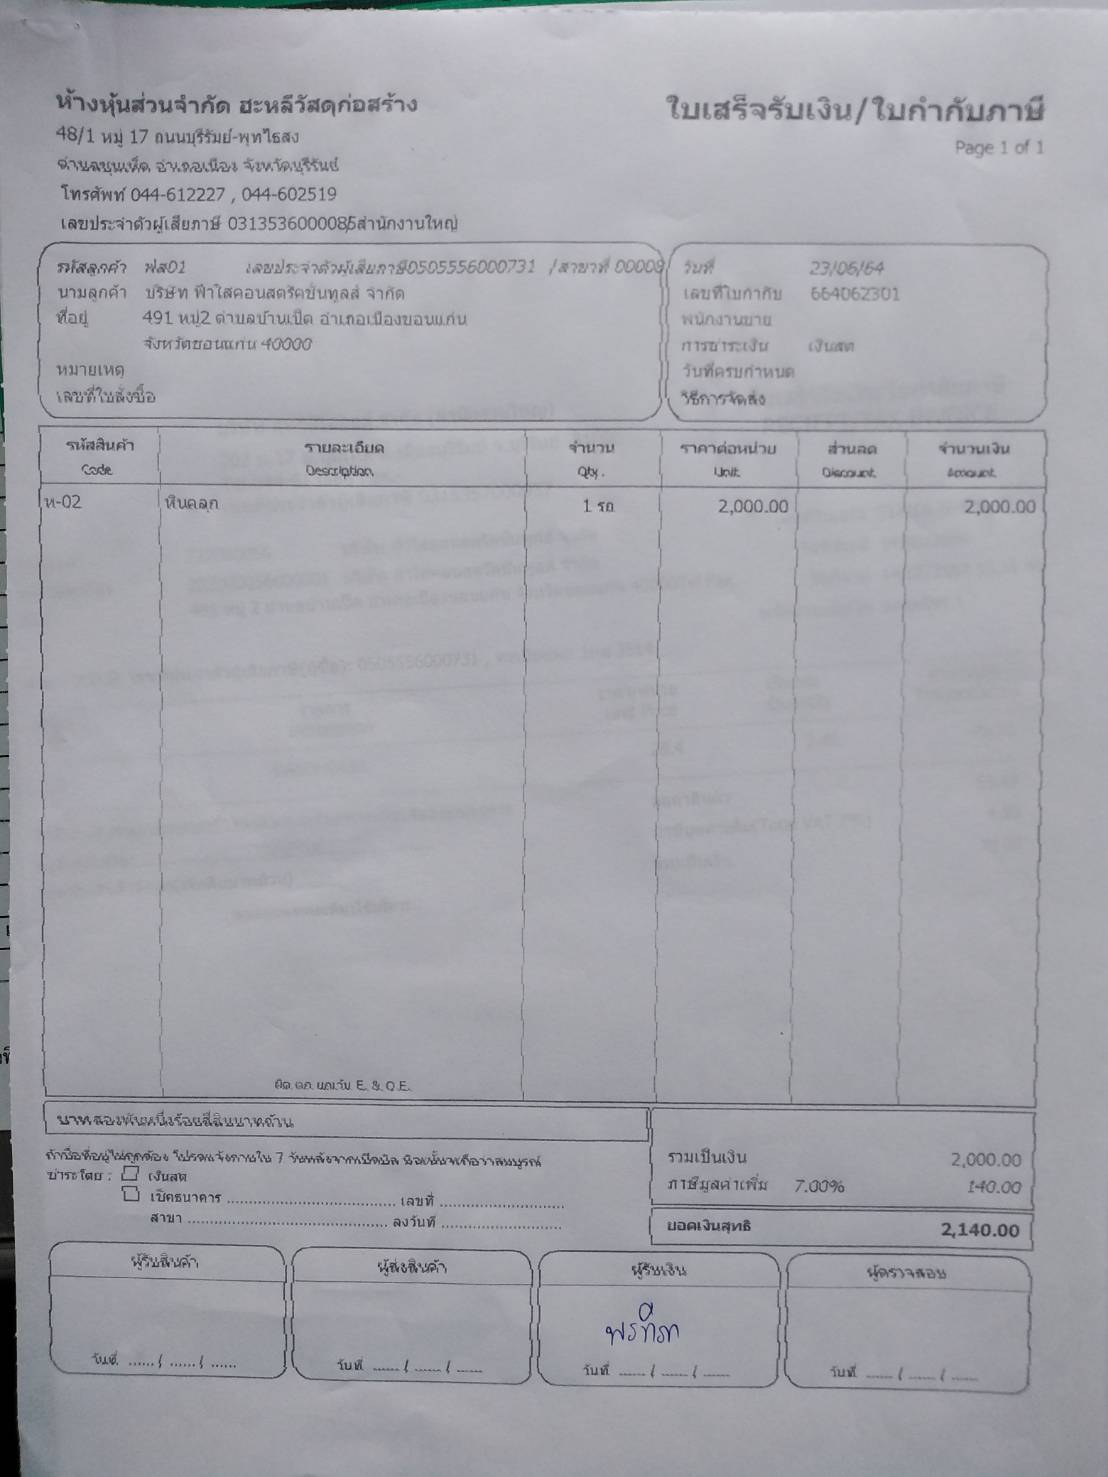 ห้างหุ้นส่วนจำกัด ฮะหลีวัสดุก่อสร้าง
ใบเสร็จรับเงิน/ใบกำกับภาษี
48/1 หมู่ 17 ถนนบุรีรัมย์-พุทไธสง
Page 1 of 1
ตำบลชุมเห็ด อำเภอเมือง จังหวัดบุรีรัมย์
โทรศัพท์ 044-612227 , 044-602519
เลขประจำตัวผู้เสียภาษี 0313536000085สำนักงานใหญ่
รหัสลูกค้า ฟส01 เลขประจำตัวผู้เสียภาษี0505556000731 /สาขาที่ 00008
วันที่ 23/06/64
นามลูกค้า บริษัท ฟ้าใสคอนสตรัคชั่นทูลส์ จำกัด
เลขที่ใบกำกับ 664062301
ที่อยู่ 491 หมู่2 ตำบลบ้านเป็ด อำเภอเมืองขอนแก่น
พนักงานขาย
จังหวัดขอนแก่น 40000
การชำระเงิน เงินสด
หมายเหตุ
วันที่ครบกำหนด
เลขที่ใบสั่งซื้อ
วิธีการจัดส่ง
รหัสสินค้า รายละเอียด จำนวน ราคาต่อหน่วย ส่วนลด จำนวนเงิน
Code Description Qty. Unit Discount Amount
ห-02 หินคลุก 1 รถ 2,000.00 2,000.00
ผิด ตก ยกเว้น E. & O.E.
บาทสองพันหนึ่งร้อยสี่สิบบาทถ้วน
ถ้าชื่อที่อยู่ไม่ถูกต้อง โปรดแจ้งภายใน 7 วันหลังจากเปิดบิล มิฉะนั้นจะถือว่าสมบูรณ์
รวมเป็นเงิน 2,000.00
ชำระโดย : เงินสด
ภาษีมูลค่าเพิ่ม 7.00% 140.00
เช็คธนาคาร ........ เลขที่ ........
สาขา ........ ลงวันที่ ........
ยอดเงินสุทธิ 2,140.00
ผู้รับสินค้า ผู้ส่งสินค้า ผู้รับเงิน ผู้ตรวจสอบ
วันที่ ....../ ....../ ...... วันที่ ....../ ....../ ...... วันที่ ....../ ....../ ...... วันที่ ....../ ....../ ......